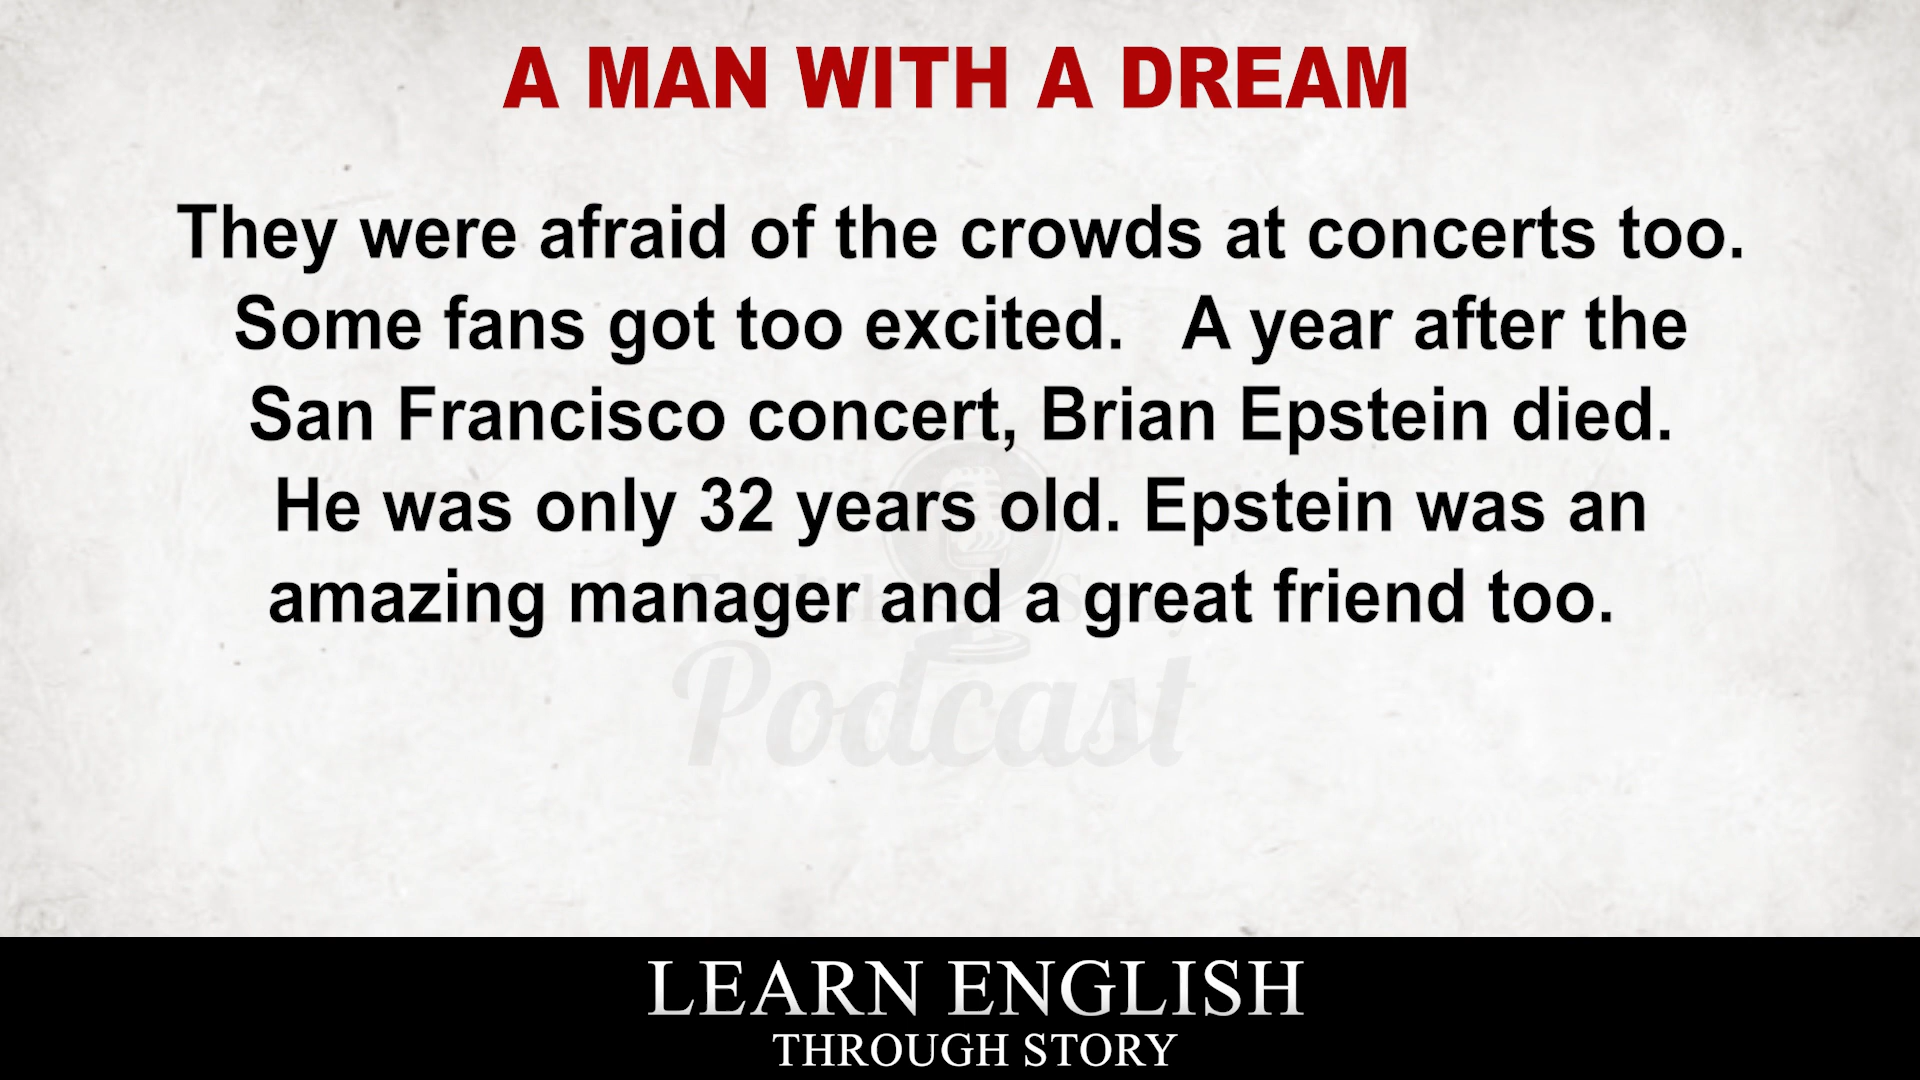 A MAN WITH A DREAM
They were afraid of the crowds at concerts too.
Some fans got too excited.   A year after the
San Francisco concert, Brian Epstein died.
He was only 32 years old. Epstein was an
amazing manager and a great friend too.
Podcast
LEARN ENGLISH
THROUGH STORY